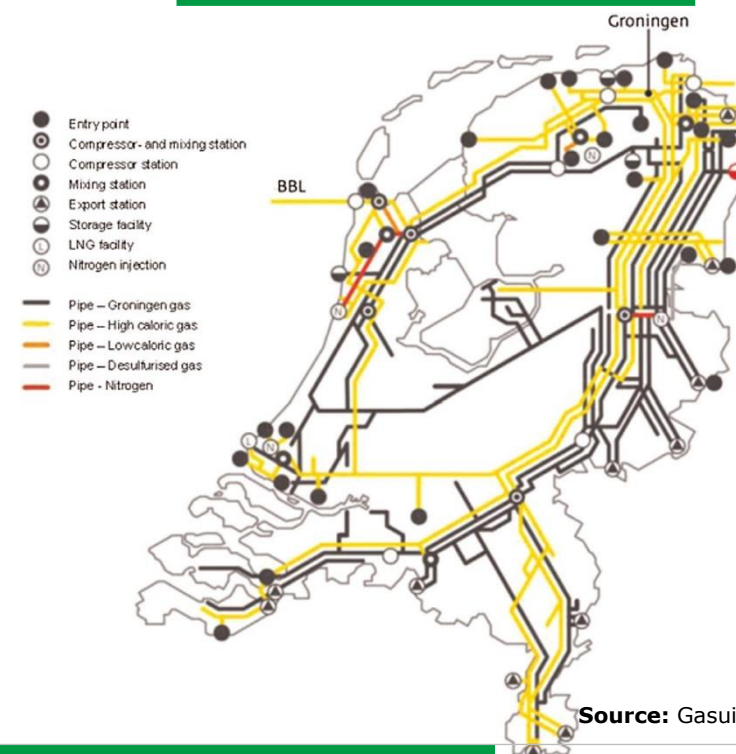 Groningen
Entry point
Compressor- and mixing station
Compressor station
Mixing station
Export station
Storage facility
L LNG facility
N Nitrogen injection
BBL
Pipe – Groningen gas
Pipe – High caloric gas
Pipe – Lowcaloric gas
Pipe – Desulfurised gas
Pipe - Nitrogen
N
N
N
L
N
Source: Gasui